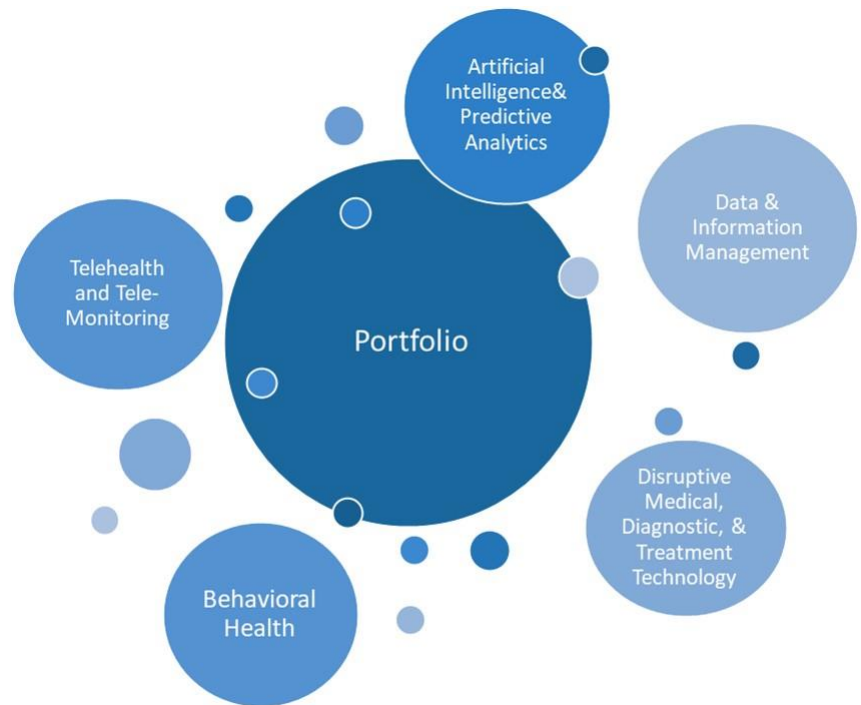 Artificial
Intelligence&
Predictive
Analytics
Data &
Information
Management
Telehealth
and Tele-
Monitoring
Portfolio
Disruptive
Medical,
Diagnostic, &
Treatment
Technology
Behavioral
Health